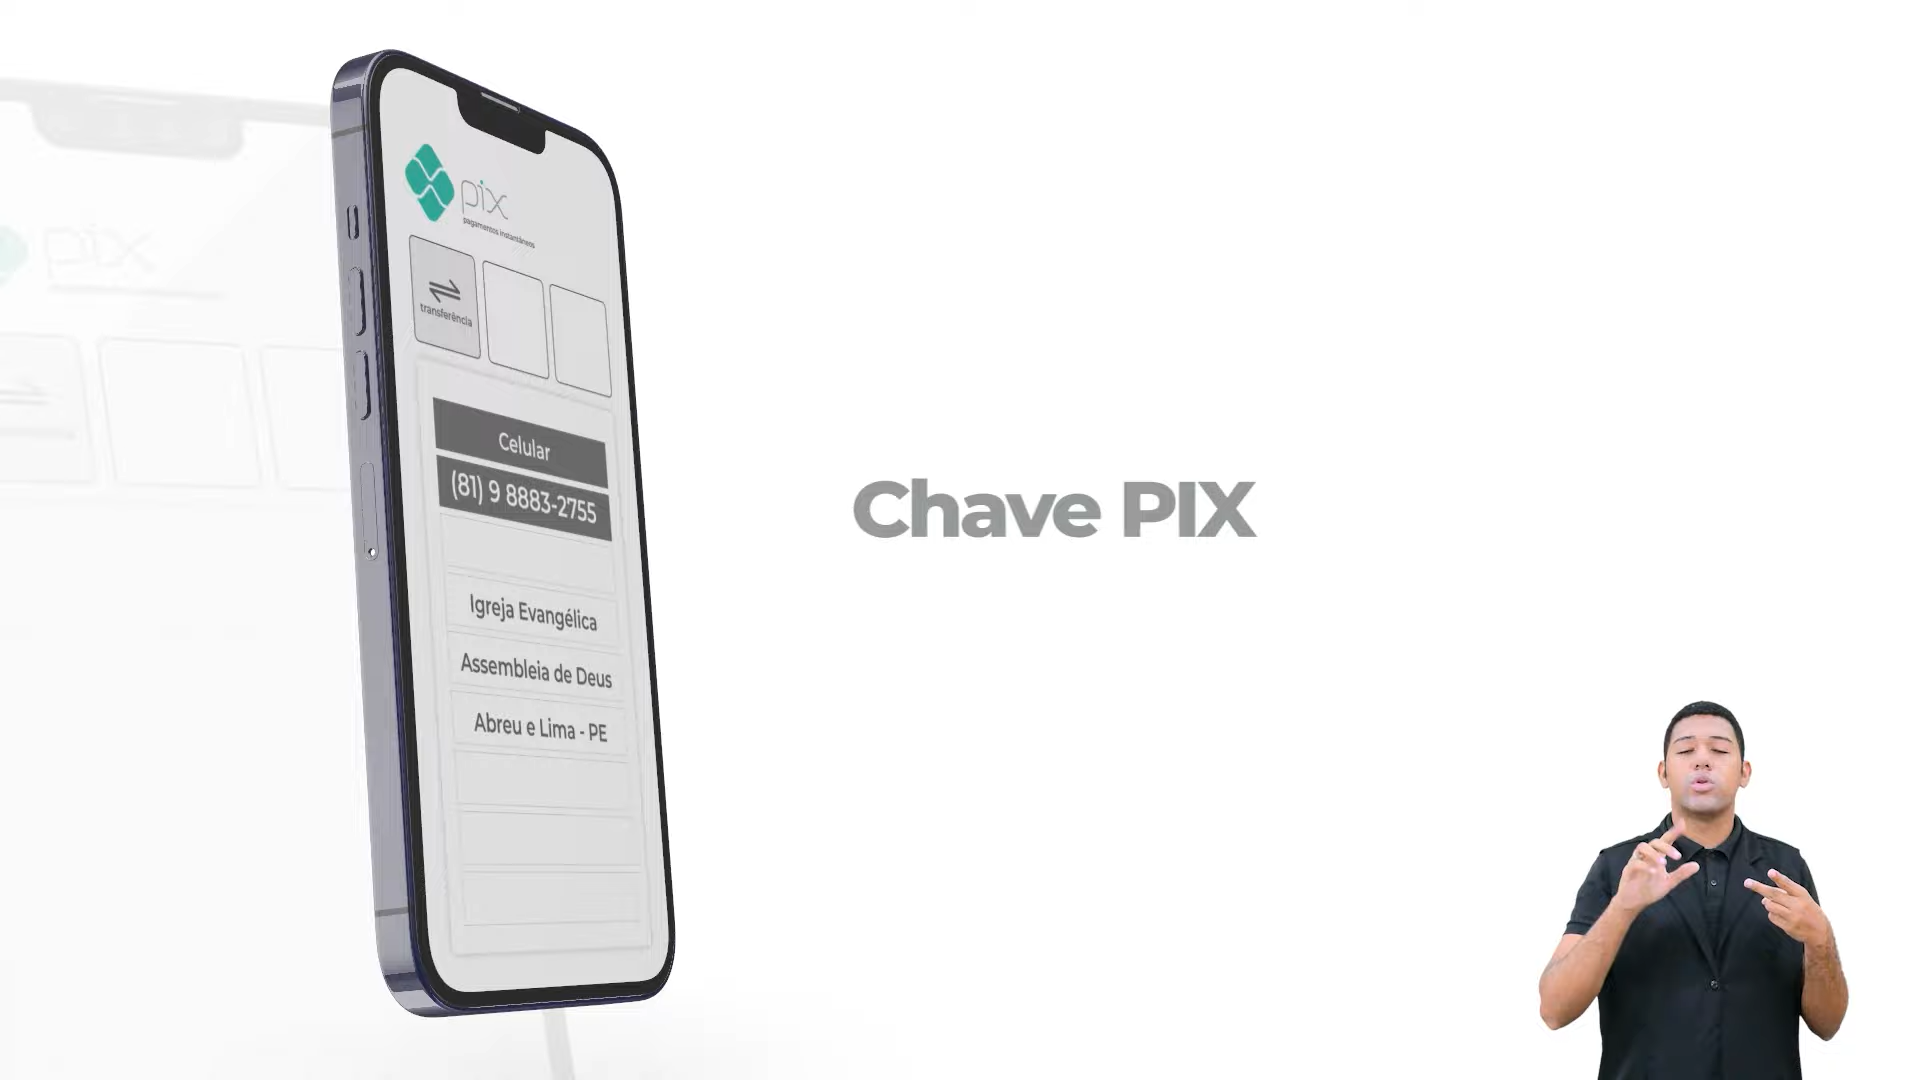 pix
pagamentos instantâneos
transferência
Celular
(81) 9 8883-2755
Igreja Evangélica
Assembleia de Deus
Abreu e Lima - PE
Chave PIX
pix